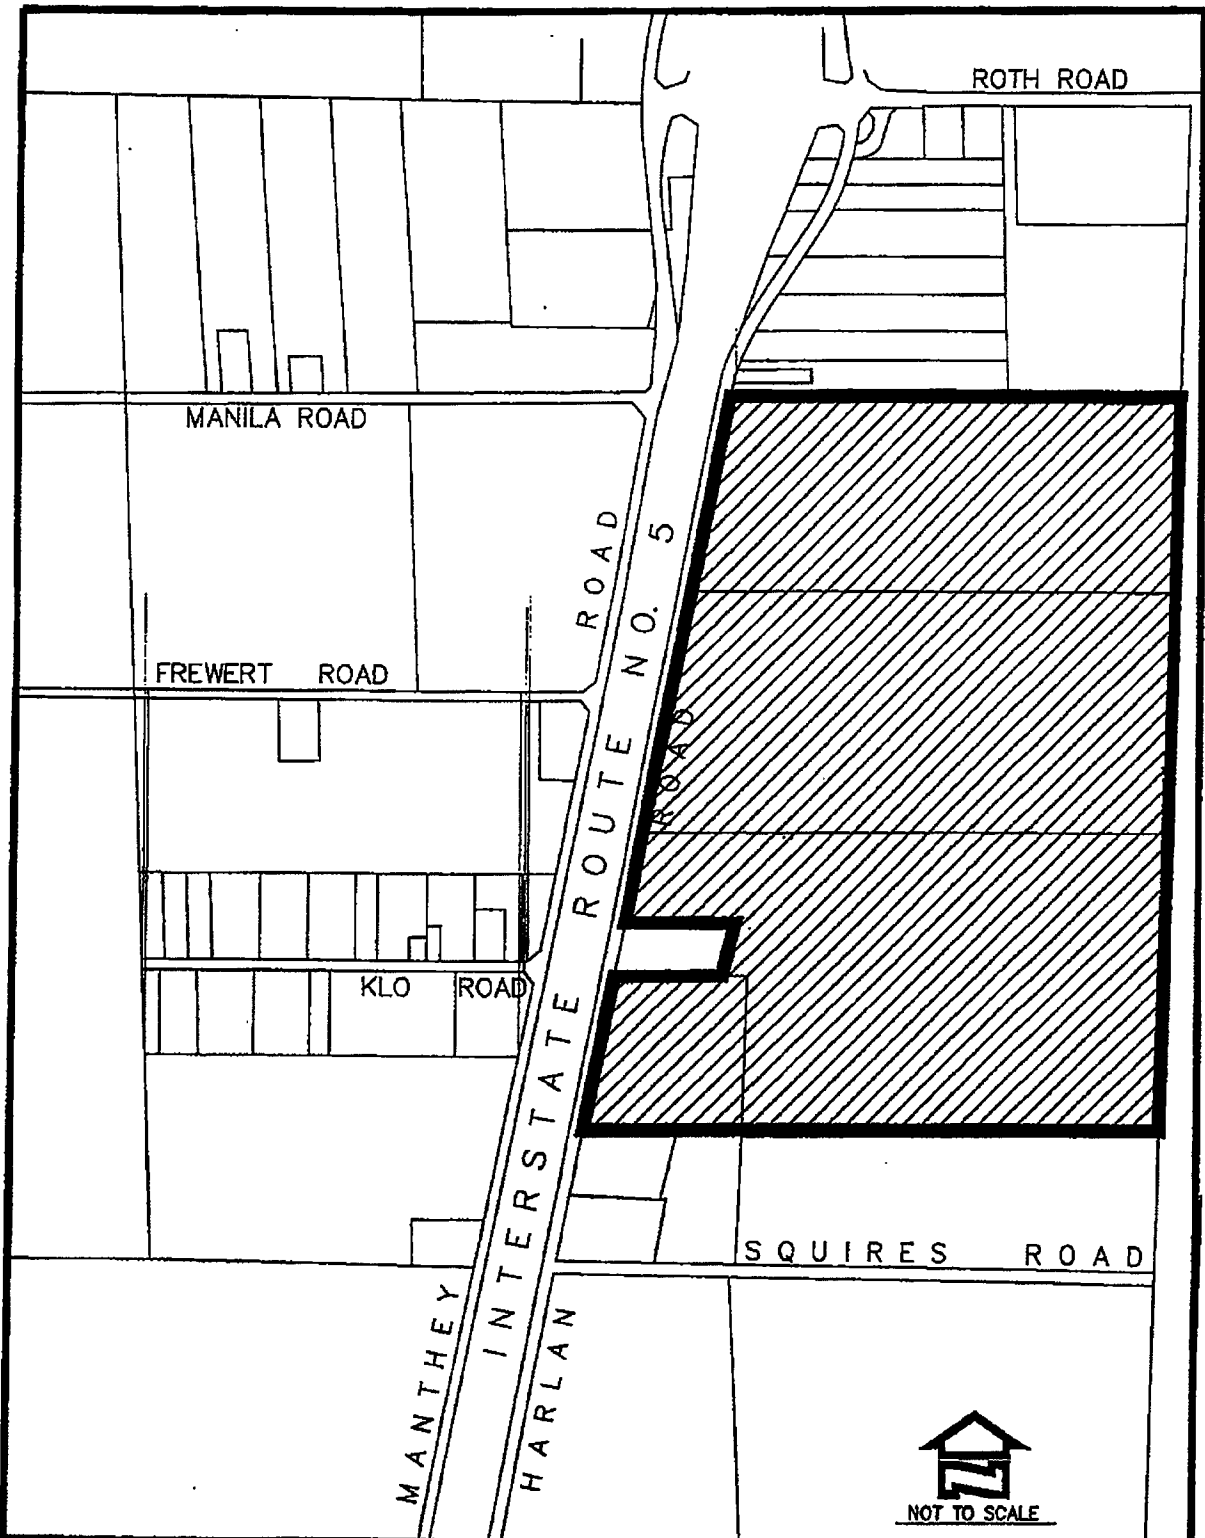 ROTH ROAD
MANILA ROAD
ROAD
INTERSTATE ROUTE NO. 5
FREWERT ROAD
ROAD
KLO ROAD
SQUIRES ROAD
MANTHEY
HARLAN
N
NOT TO SCALE